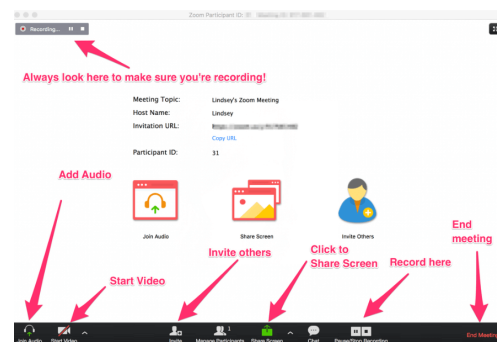 Zoom Participant ID:
Recording...
Always look here to make sure you're recording!
Meeting Topic: Lindsey's Zoom Meeting
Host Name: Lindsey
Invitation URL:
Copy URL
Participant ID: 31
Add Audio
Join Audio
Share Screen
Invite Others
Start Video
Invite others
Click to
Share Screen
Record here
End
meeting
Join Audio
Start Video
Invite
1
Manage Participants
Share Screen
Chat
Pause/Stop Recording
End Meeting